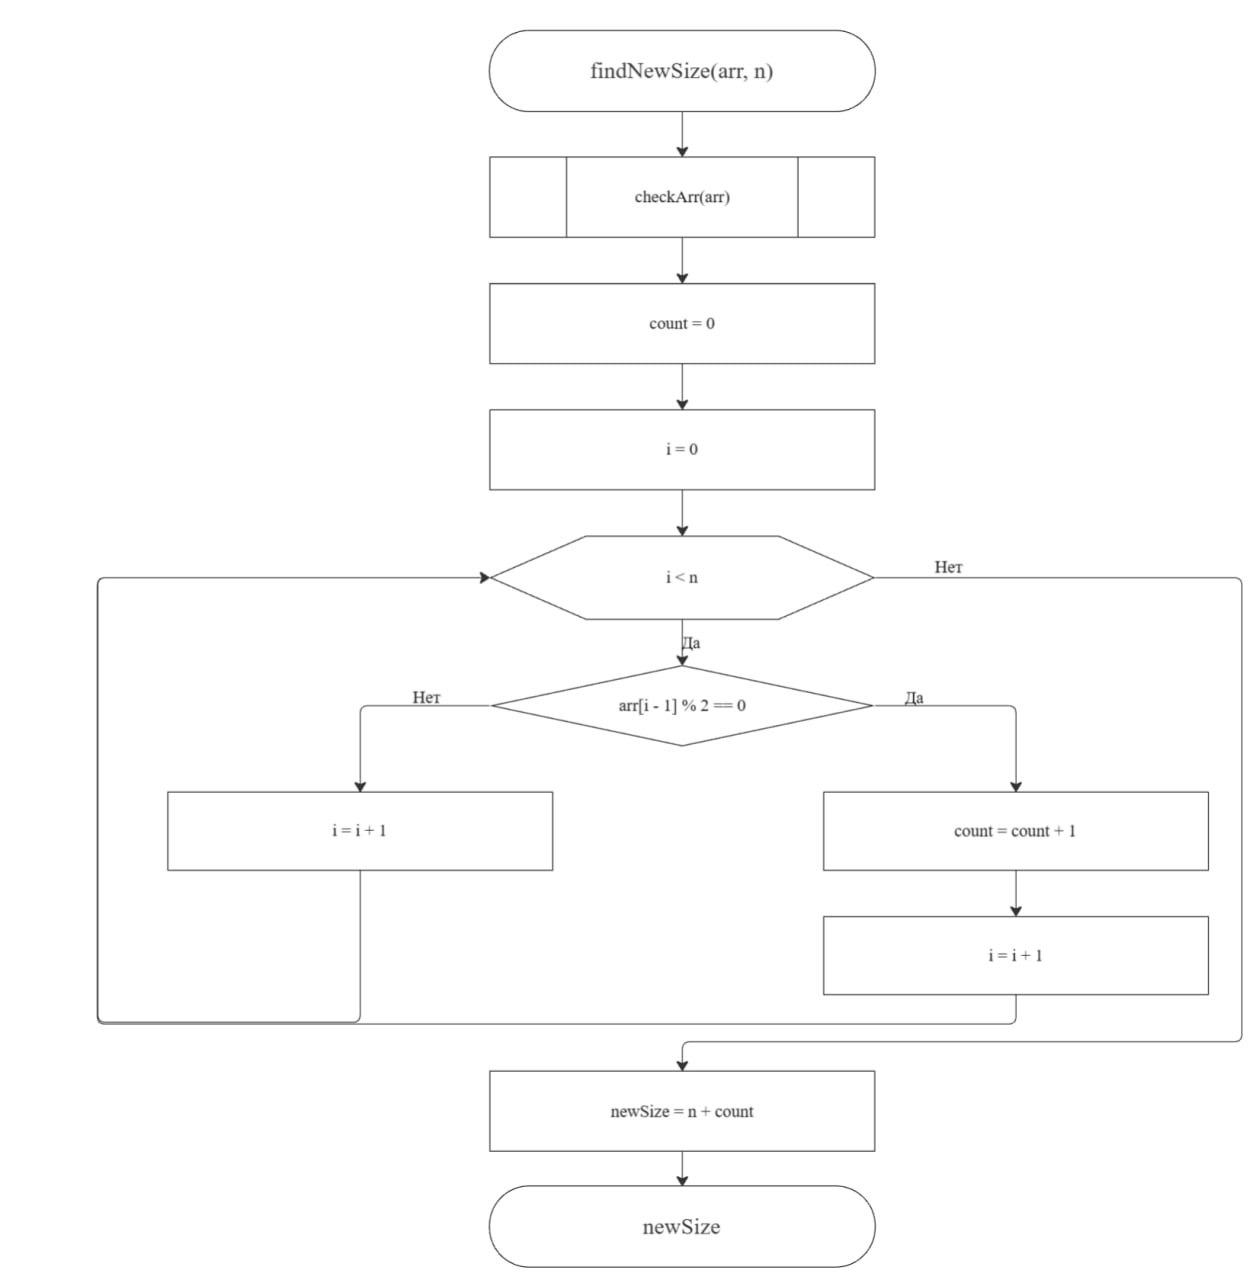 findNewSize(arr, n)
checkArr(arr)
count = 0
i = 0
i < n
Нет
Да
arr[i - 1] % 2 == 0
Нет
Да
i = i + 1
count = count + 1
i = i + 1
newSize = n + count
newSize